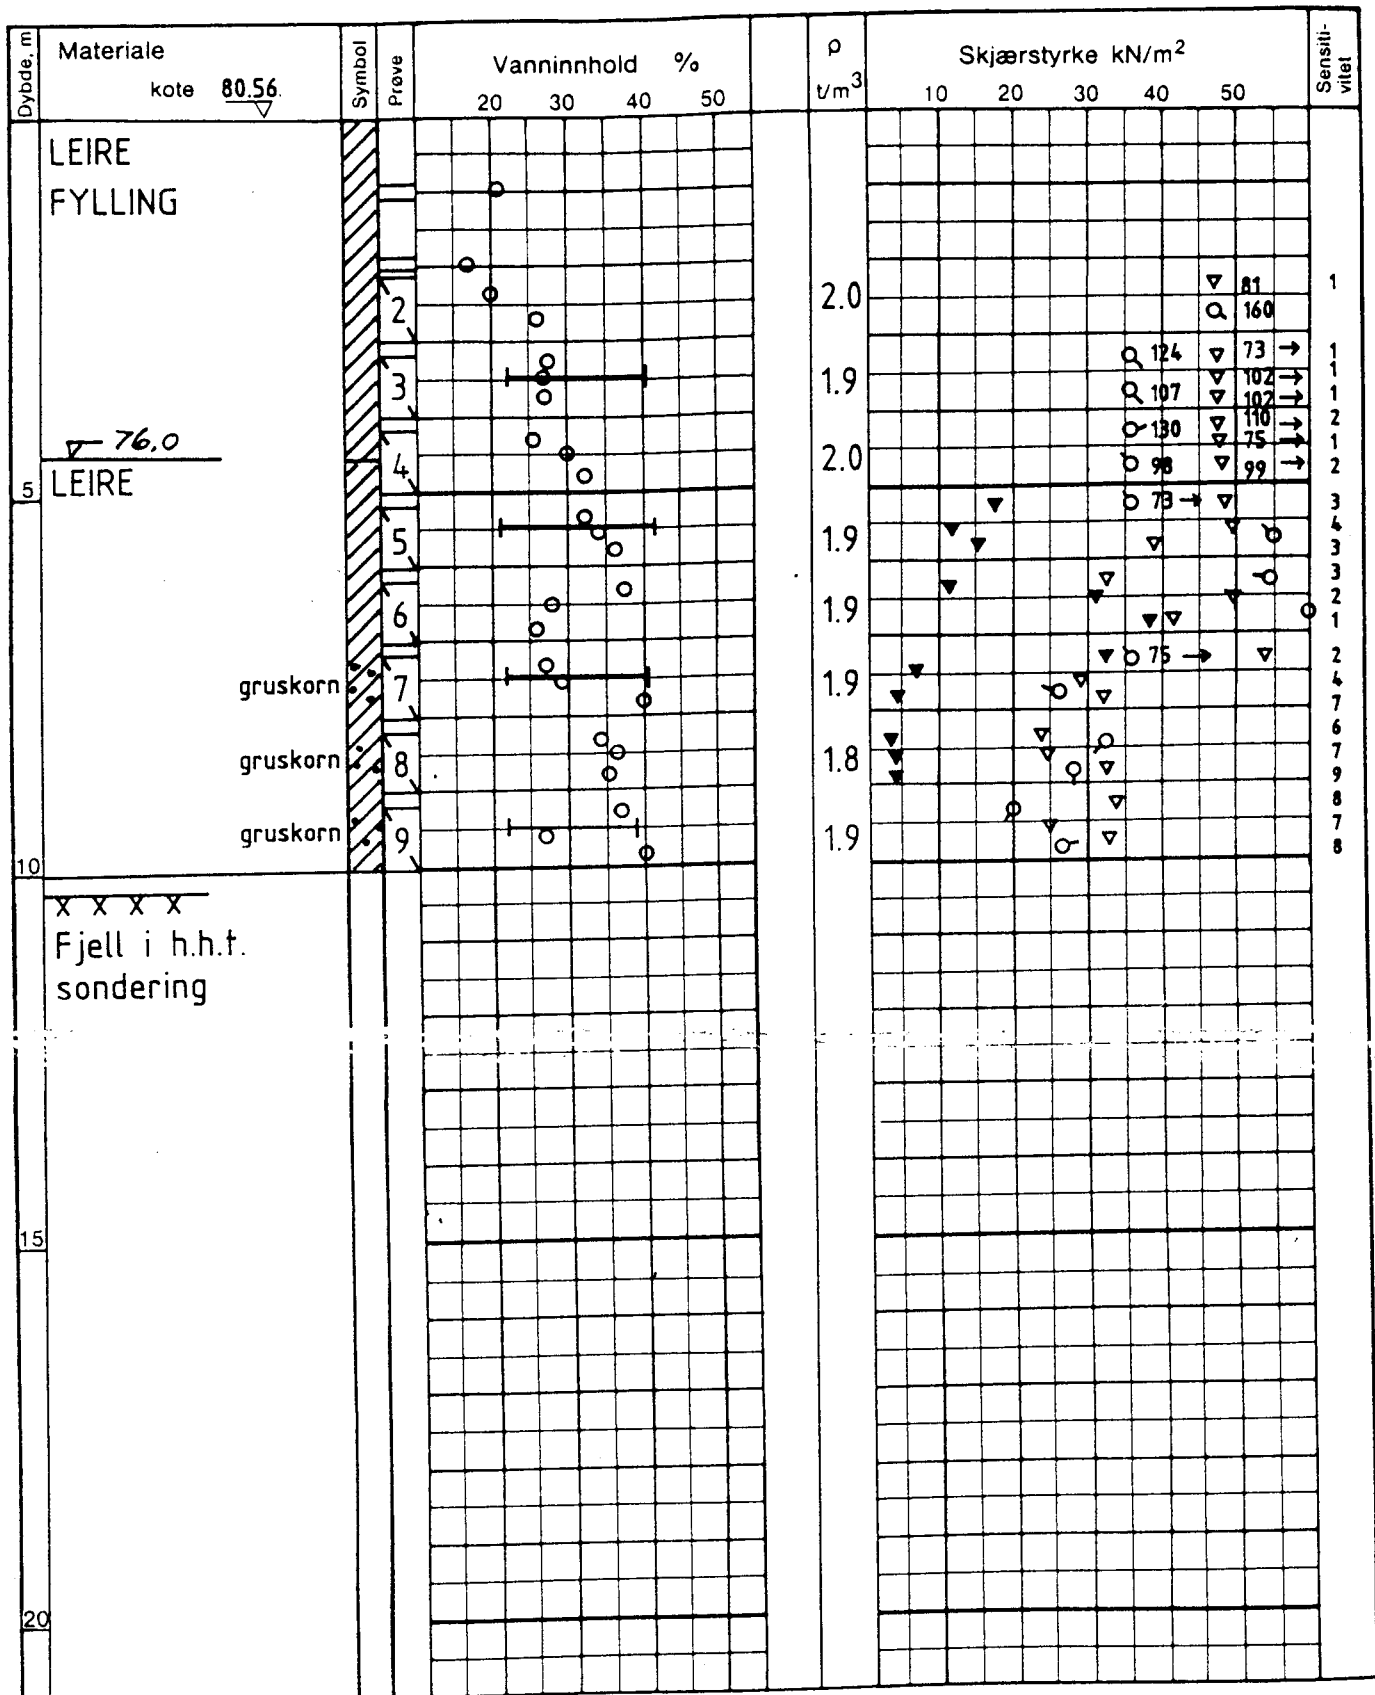 Dybde, m
Materiale
kote 80.56
Symbol
Prøve
Vanninnhold %
20 30 40 50
ρ
t/m³
Skjærstyrke kN/m²
10 20 30 40 50
Sensiti-
vitet
LEIRE
FYLLING
2
2.0
81
1
160
3
1.9
124
73 →
1
102 →
1
107
102 →
1
76,0
4
2.0
130
110 →
2
75 →
1
98
99 →
2
5
LEIRE
73 →
3
5
1.9
4
3
6
1.9
3
2
1
75 →
2
gruskorn
7
1.9
4
7
gruskorn
8
1.8
6
7
9
gruskorn
9
1.9
8
7
8
10
x x x x
Fjell i h.h.t.
sondering
15
20